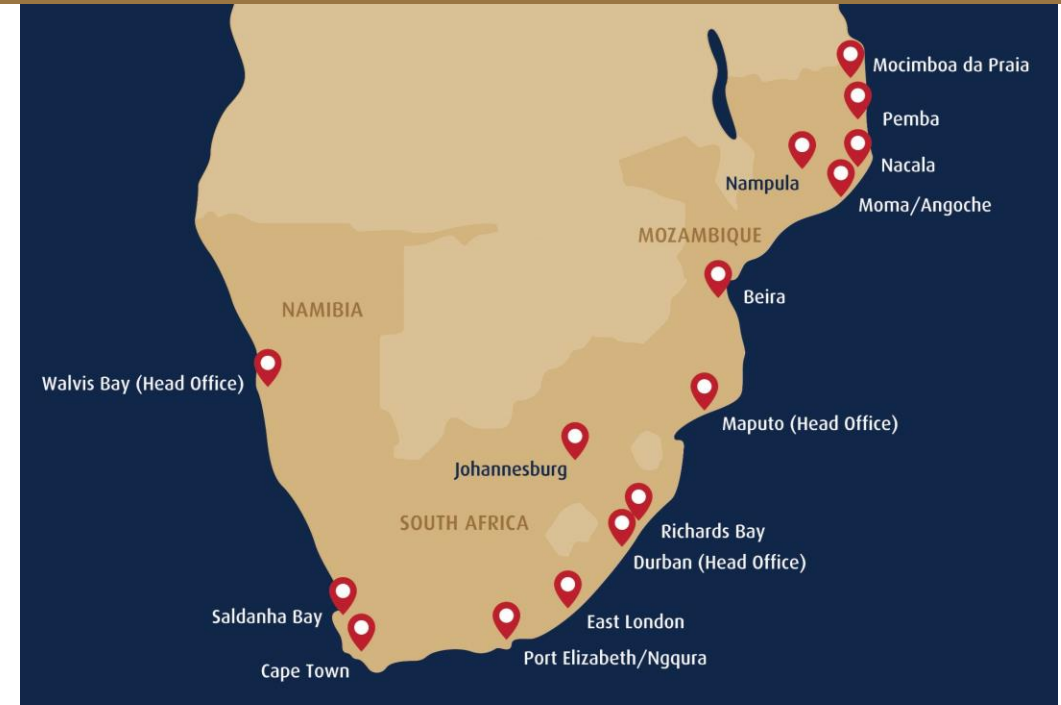 Mocimboa da Praia
Pemba
Nacala
Nampula
Moma/Angoche
MOZAMBIQUE
Beira
NAMIBIA
Walvis Bay (Head Office)
Maputo (Head Office)
Johannesburg
SOUTH AFRICA
Richards Bay
Durban (Head Office)
Saldanha Bay
East London
Port Elizabeth/Ngqura
Cape Town